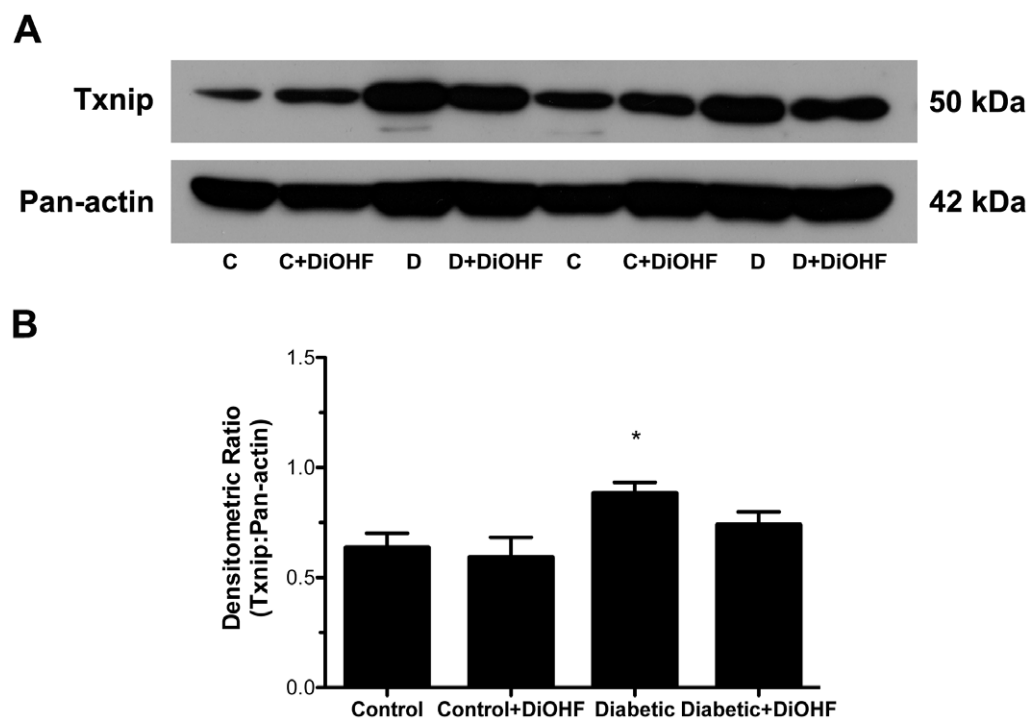 A
Txnip 50 kDa
Pan-actin 42 kDa
C C+DiOHF D D+DiOHF C C+DiOHF D D+DiOHF
B
Densitometric Ratio
(Txnip:Pan-actin)
1.5
*
1.0
0.5
0.0
Control Control+DiOHF Diabetic Diabetic+DiOHF